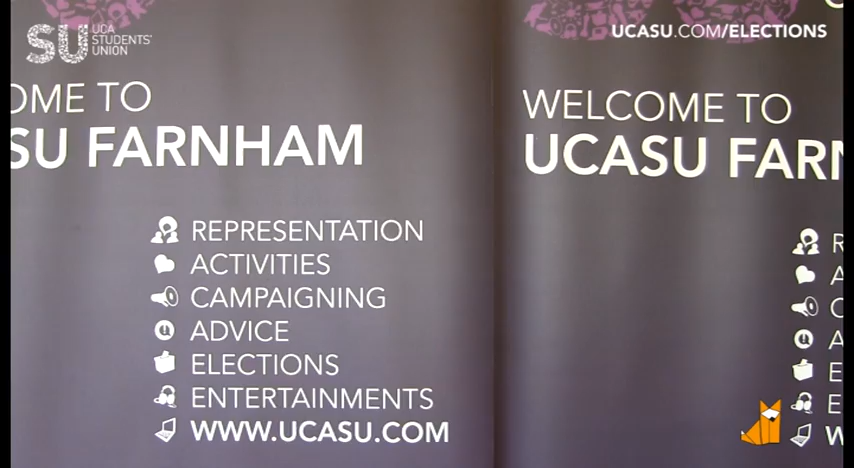 SU UCA
STUDENTS'
UNION
UCASU.COM/ELECTIONS
OME TO
SU FARNHAM
REPRESENTATION
ACTIVITIES
CAMPAIGNING
ADVICE
ELECTIONS
ENTERTAINMENTS
WWW.UCASU.COM
WELCOME TO
UCASU FARN
R
A
C
A
E
E
W